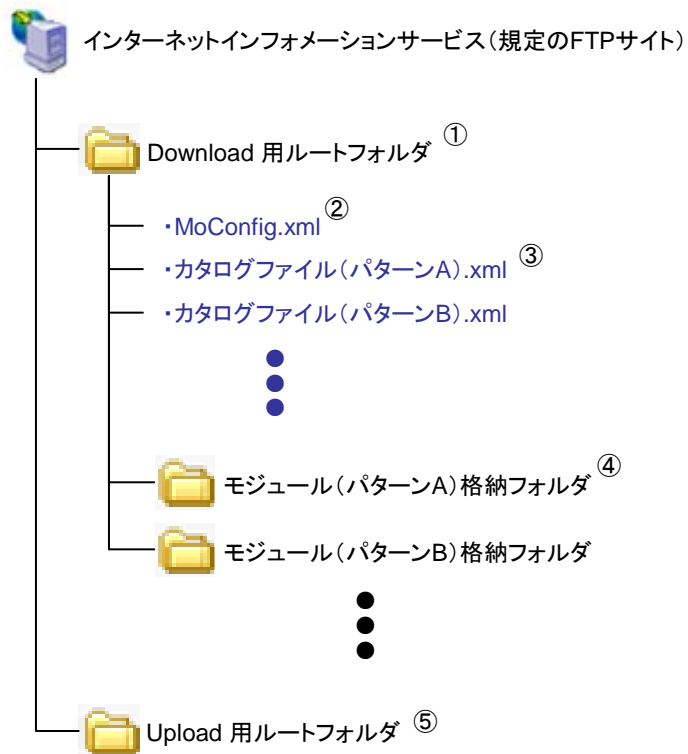 インターネットインフォメーションサービス(規定のFTPサイト)
Download 用ルートフォルダ ①
・MoConfig.xml ②
・カタログファイル(パターンA).xml ③
・カタログファイル(パターンB).xml
モジュール(パターンA)格納フォルダ ④
モジュール(パターンB)格納フォルダ
Upload 用ルートフォルダ ⑤